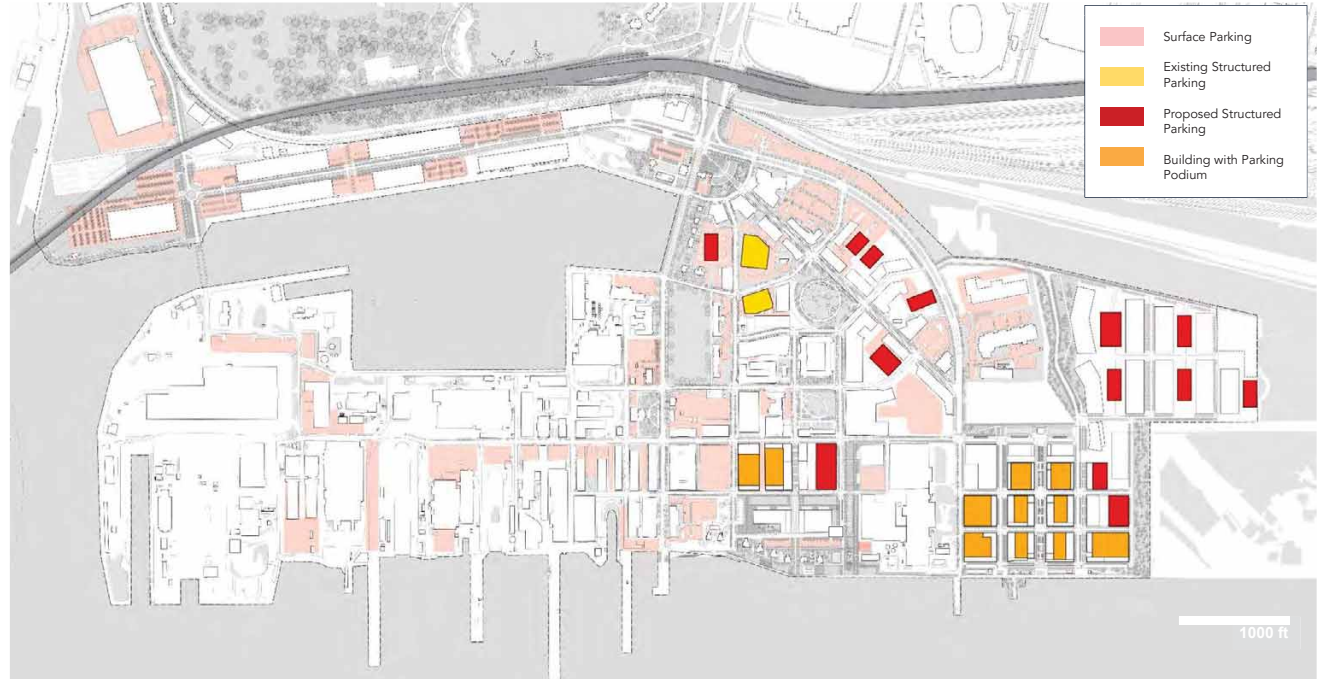 Surface Parking
Existing Structured
Parking
Proposed Structured
Parking
Building with Parking
Podium
1000 ft